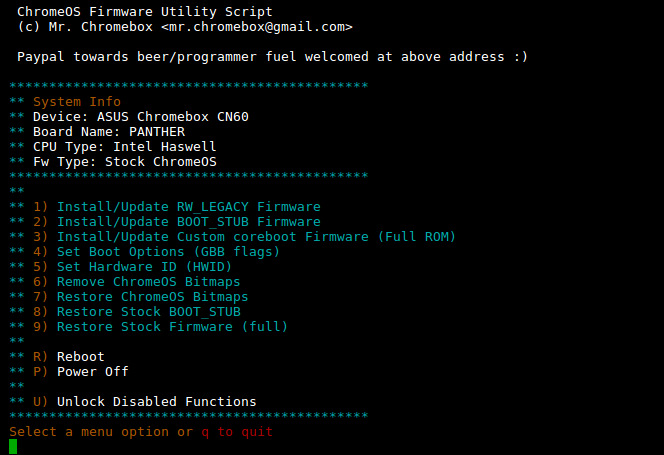 ChromeOS Firmware Utility Script
(c) Mr. Chromebox <mr.chromebox@gmail.com>
Paypal towards beer/programmer fuel welcomed at above address :)
*********************************************
** System Info
** Device: ASUS Chromebox CN60
** Board Name: PANTHER
** CPU Type: Intel Haswell
** Fw Type: Stock ChromeOS
*********************************************
**
** 1) Install/Update RW_LEGACY Firmware
** 2) Install/Update BOOT_STUB Firmware
** 3) Install/Update Custom coreboot Firmware (Full ROM)
** 4) Set Boot Options (GBB flags)
** 5) Set Hardware ID (HWID)
** 6) Remove ChromeOS Bitmaps
** 7) Restore ChromeOS Bitmaps
** 8) Restore Stock BOOT_STUB
** 9) Restore Stock Firmware (full)
**
** R) Reboot
** P) Power Off
**
** U) Unlock Disabled Functions
*********************************************
Select a menu option or q to quit